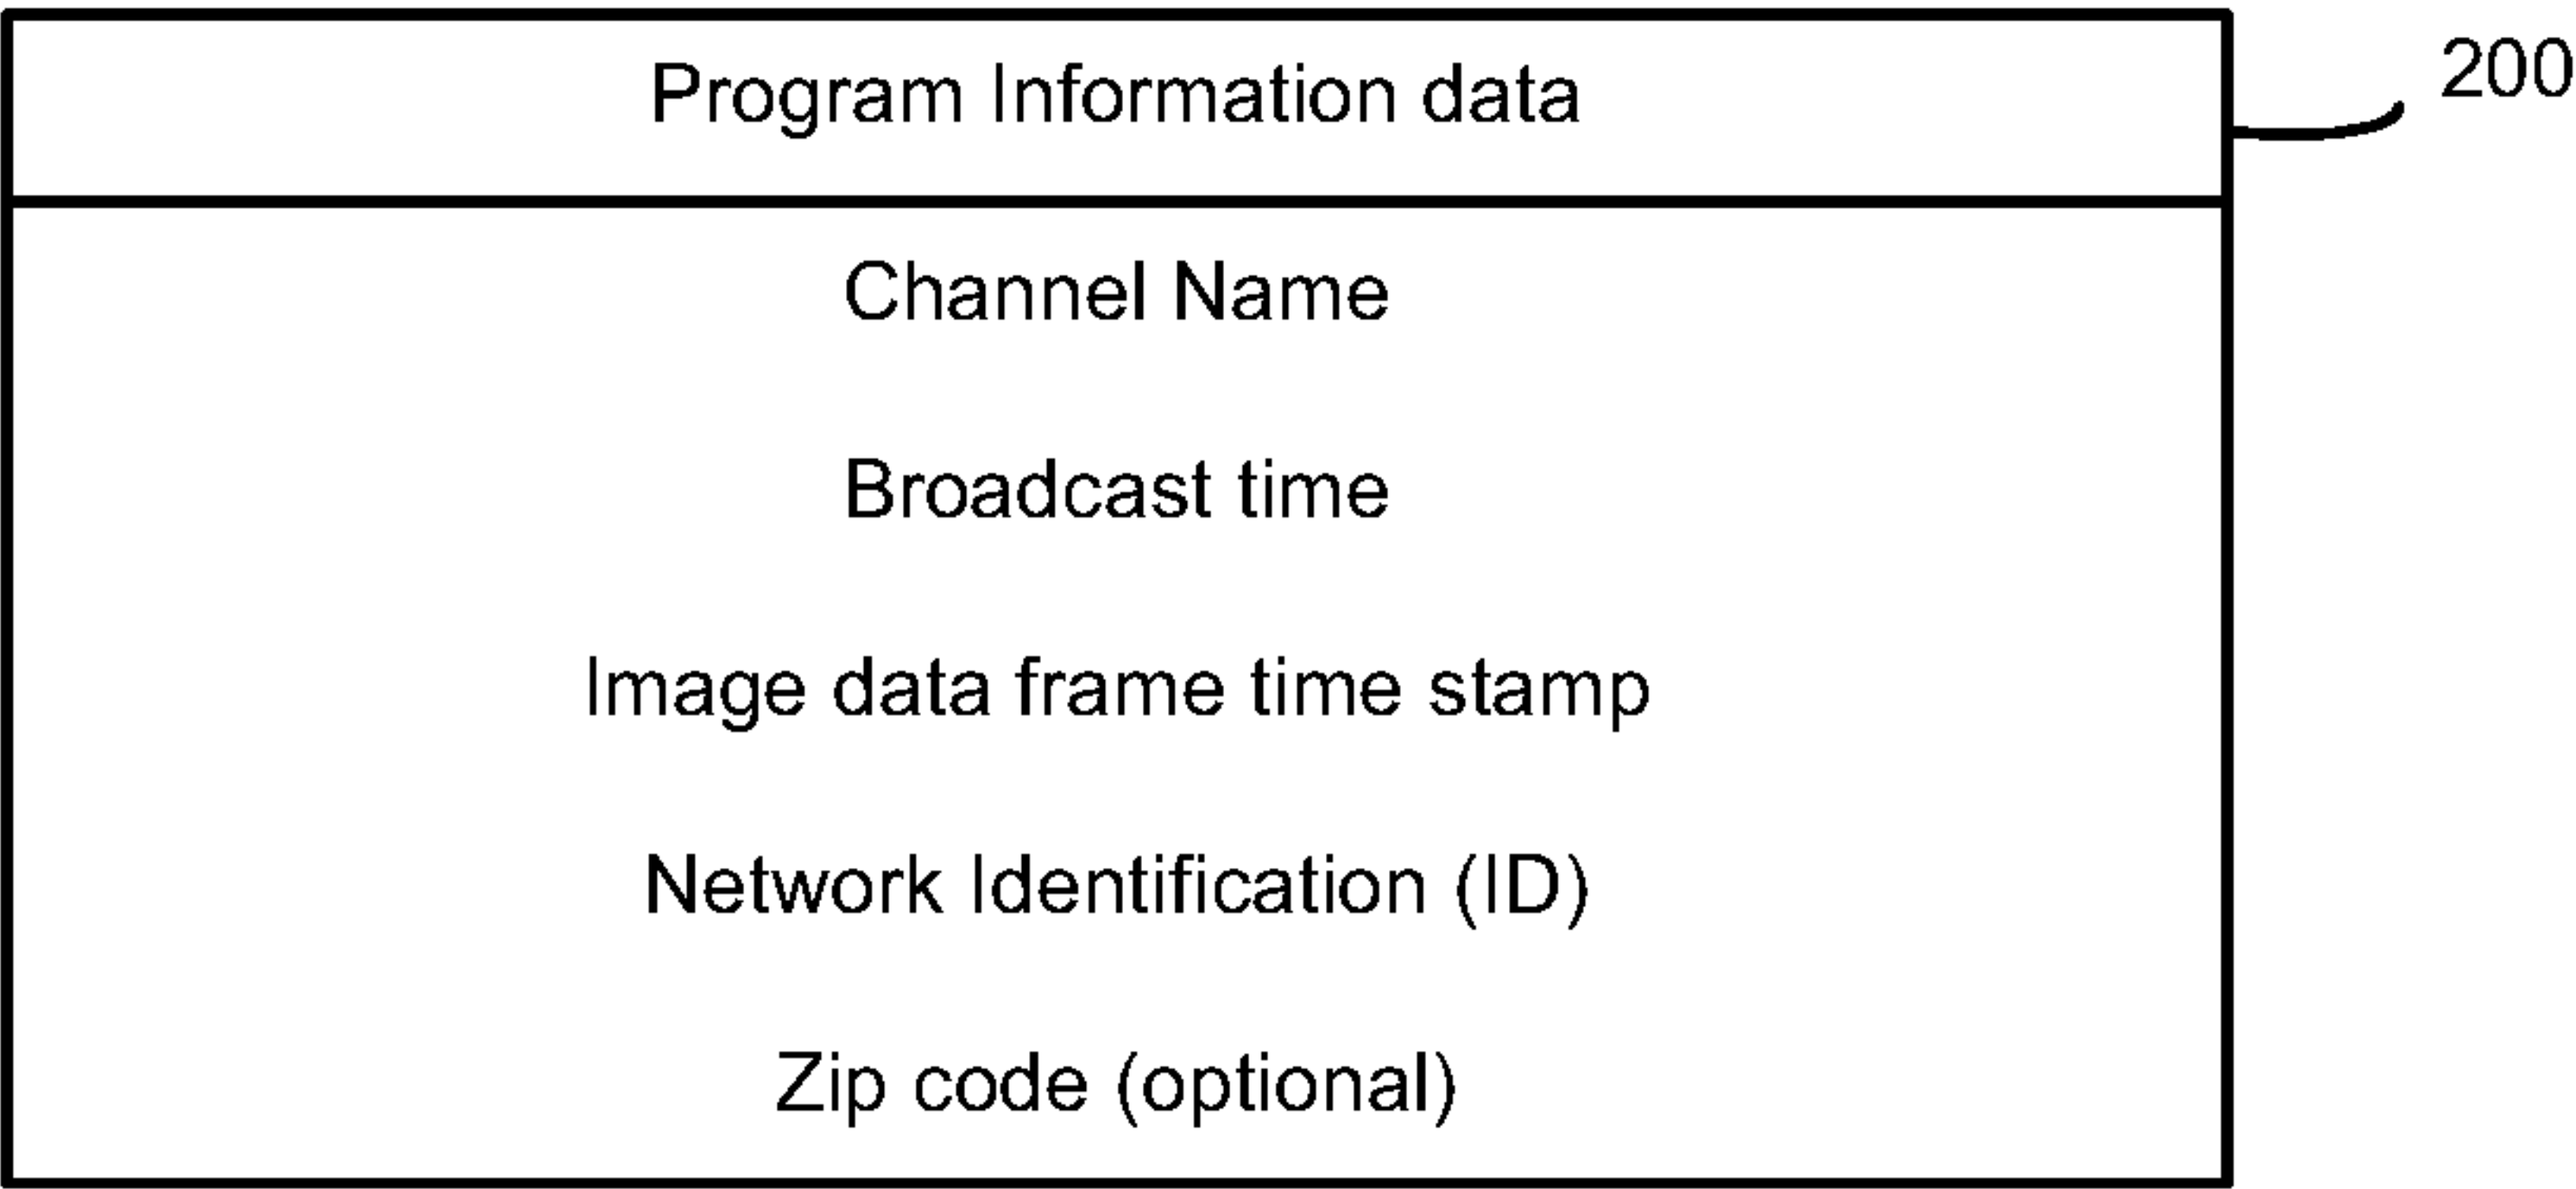 Program Information data
200
Channel Name
Broadcast time
Image data frame time stamp
Network Identification (ID)
Zip code (optional)